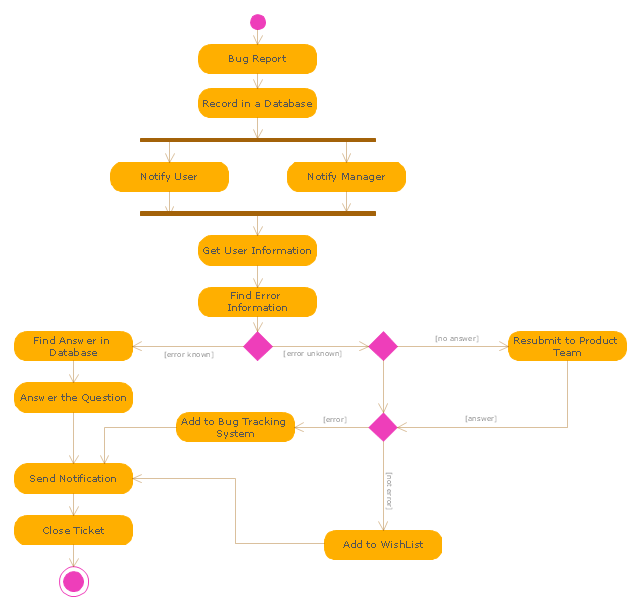 Bug Report
Record in a Database
Notify User
Notify Manager
Get User Information
Find Error
Information
Find Answer in
Database
[error known]
[error unknown]
[no answer]
Resubmit to Product
Team
Answer the Question
Add to Bug Tracking
System
[error]
[answer]
Send Notification
[not error]
Close Ticket
Add to WishList